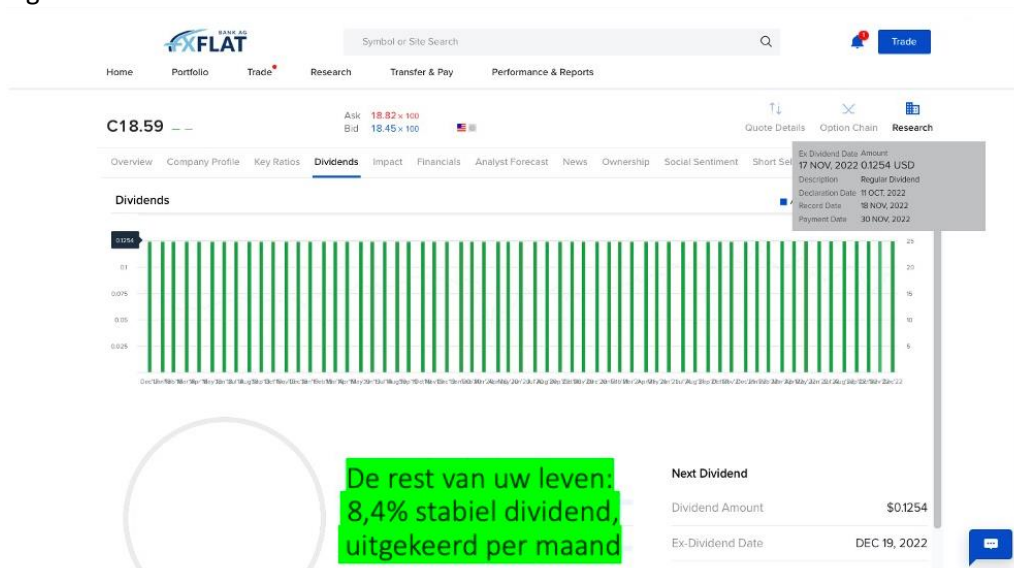 BANK AG
FXFLAT
Symbol or Site Search
1
Trade
Home Portfolio Trade Research Transfer & Pay Performance & Reports
C18.59 – –
Ask 18.82 x 100
Bid 18.45 x 100
Quote Details Option Chain Research
Overview Company Profile Key Ratios Dividends Impact Financials Analyst Forecast News Ownership Social Sentiment Short Sel
Ex Dividend Date Amount
17 NOV, 2022 0.1254 USD
Description Regular Dividend
Declaration Date 11 OCT, 2022
Record Date 18 NOV, 2022
Payment Date 30 NOV, 2022
Dividends
0.1254
25
0.1
20
0.075
15
0.05
10
0.025
5
De rest van uw leven:
8,4% stabiel dividend,
uitgekeerd per maand
Next Dividend
Dividend Amount $0.1254
Ex-Dividend Date DEC 19, 2022